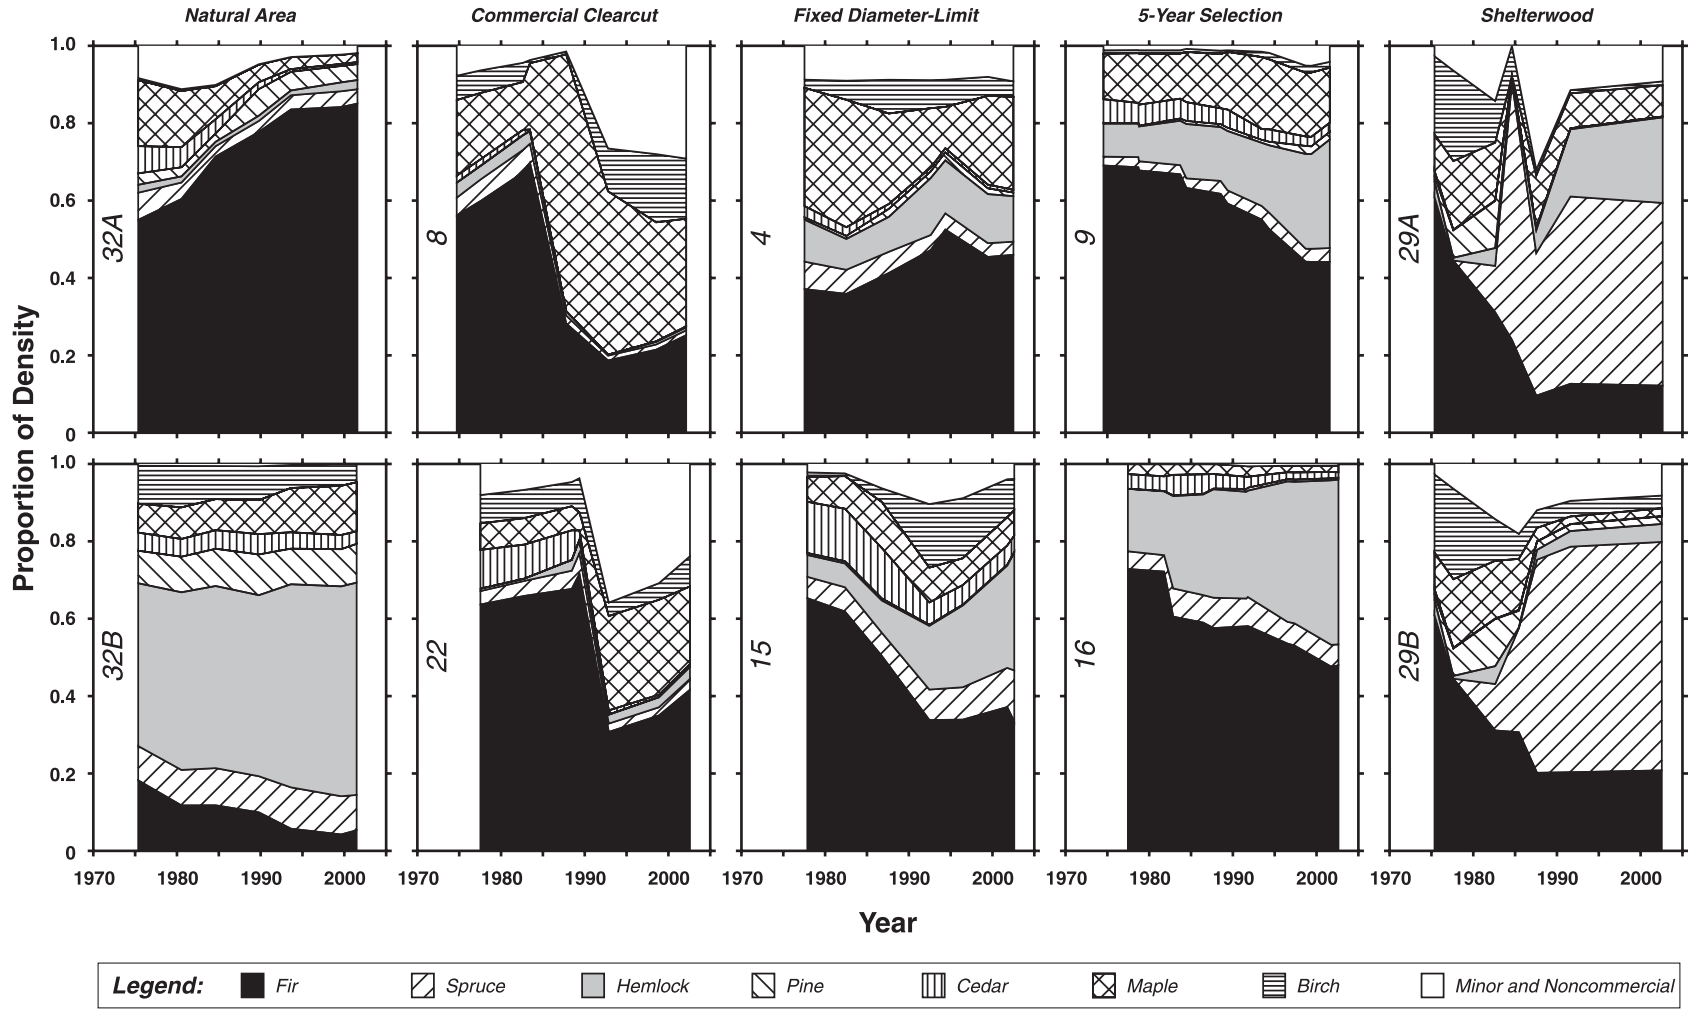 Natural Area Commercial Clearcut Fixed Diameter-Limit 5-Year Selection Shelterwood
1.0
0.8
0.6
0.4
0.2
0
32A 8 4 9 29A
Proportion of Density
1.0
0.8
0.6
0.4
0.2
0
32B 22 15 16 29B
1970 1980 1990 2000 1970 1980 1990 2000 1970 1980 1990 2000 1970 1980 1990 2000 1970 1980 1990 2000
Year
Legend: Fir Spruce Hemlock Pine Cedar Maple Birch Minor and Noncommercial